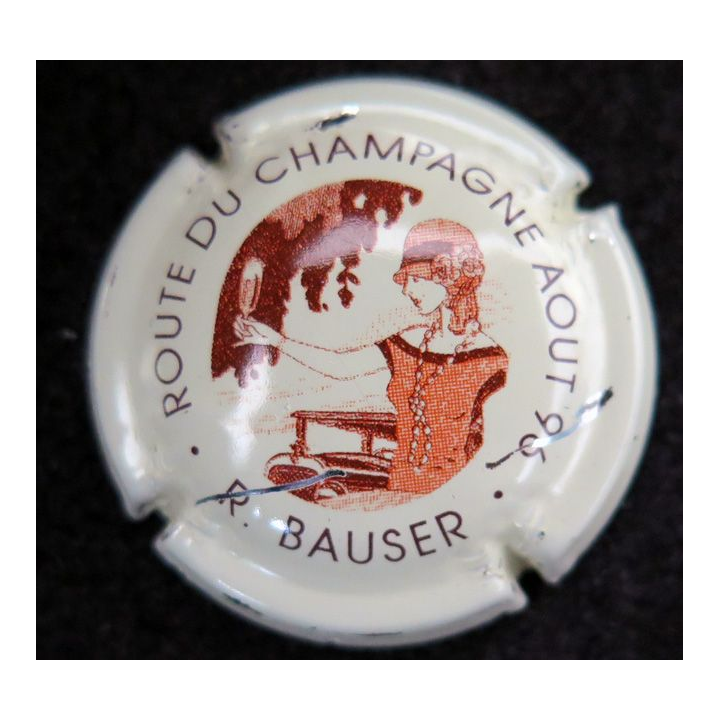 ROUTE DU CHAMPAGNE AOUT 95
R. BAUSER